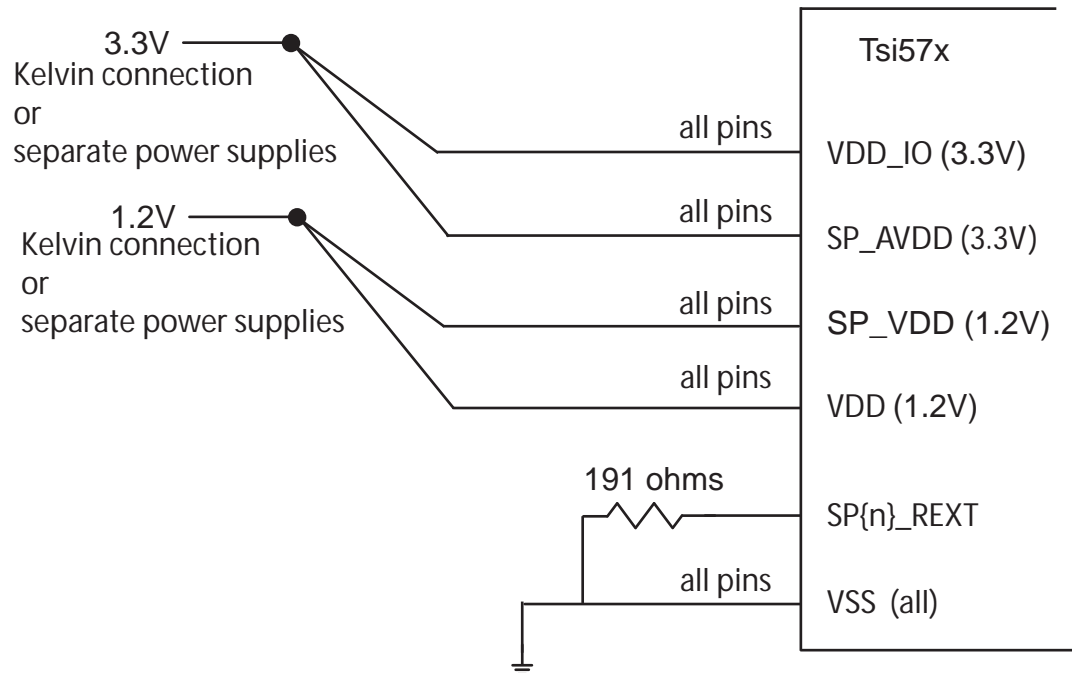 3.3V
Kelvin connection
or
separate power supplies
1.2V
Kelvin connection
or
separate power supplies
Tsi57x
all pins
VDD_IO (3.3V)
all pins
SP_AVDD (3.3V)
all pins
SP_VDD (1.2V)
all pins
VDD (1.2V)
191 ohms
SP{n}_REXT
all pins
VSS (all)